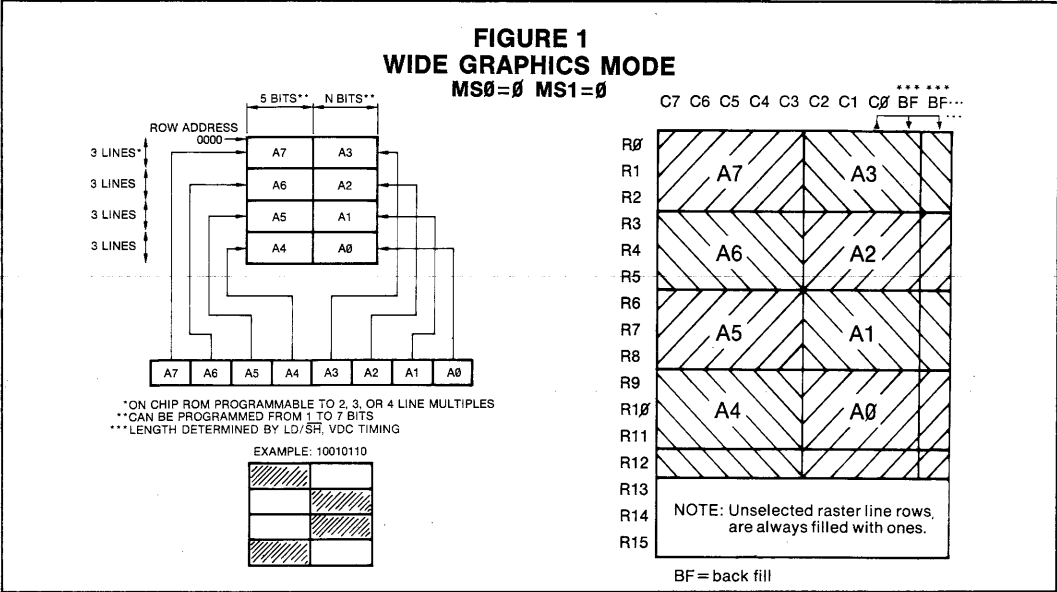 FIGURE 1
WIDE GRAPHICS MODE
MSØ=Ø MS1=Ø
5 BITS** N BITS**
ROW ADDRESS
0000
3 LINES* A7 A3
3 LINES A6 A2
3 LINES A5 A1
3 LINES A4 AØ
A7 A6 A5 A4 A3 A2 A1 AØ
*ON CHIP ROM PROGRAMMABLE TO 2, 3, OR 4 LINE MULTIPLES
**CAN BE PROGRAMMED FROM 1 TO 7 BITS
***LENGTH DETERMINED BY LD/SH, VDC TIMING
EXAMPLE: 10010110
*** ***
C7 C6 C5 C4 C3 C2 C1 CØ BF BF...
...
RØ
R1 A7 A3
R2
R3
R4 A6 A2
R5
R6
R7 A5 A1
R8
R9
R1Ø A4 AØ
R11
R12
R13
R14 NOTE: Unselected raster line rows,
are always filled with ones.
R15
BF = back fill